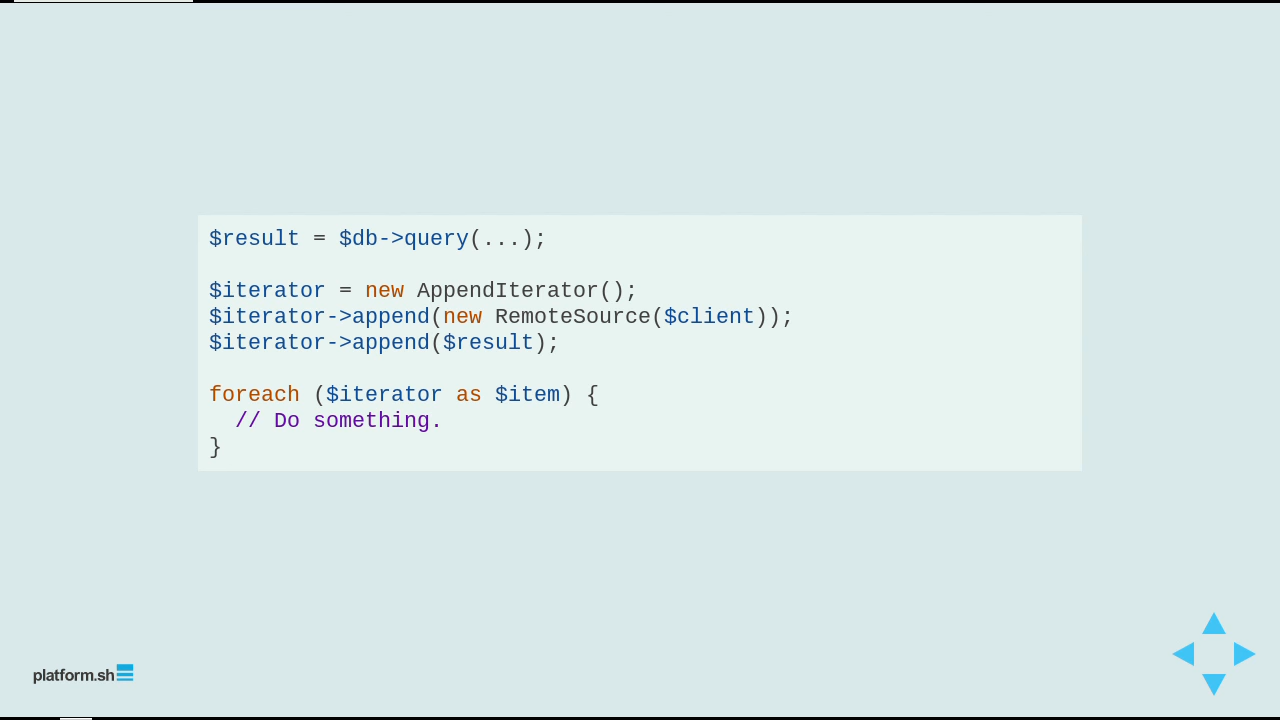 $result = $db->query(...);
$iterator = new AppendIterator();
$iterator->append(new RemoteSource($client));
$iterator->append($result);
foreach ($iterator as $item) {
  // Do something.
}
platform.sh